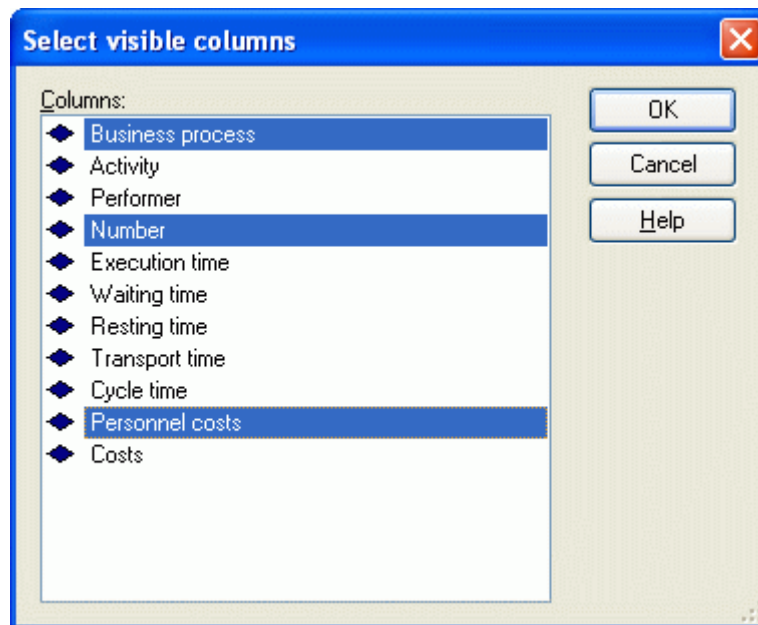 Select visible columns
Columns:
Business process
Activity
Performer
Number
Execution time
Waiting time
Resting time
Transport time
Cycle time
Personnel costs
Costs
OK
Cancel
Help